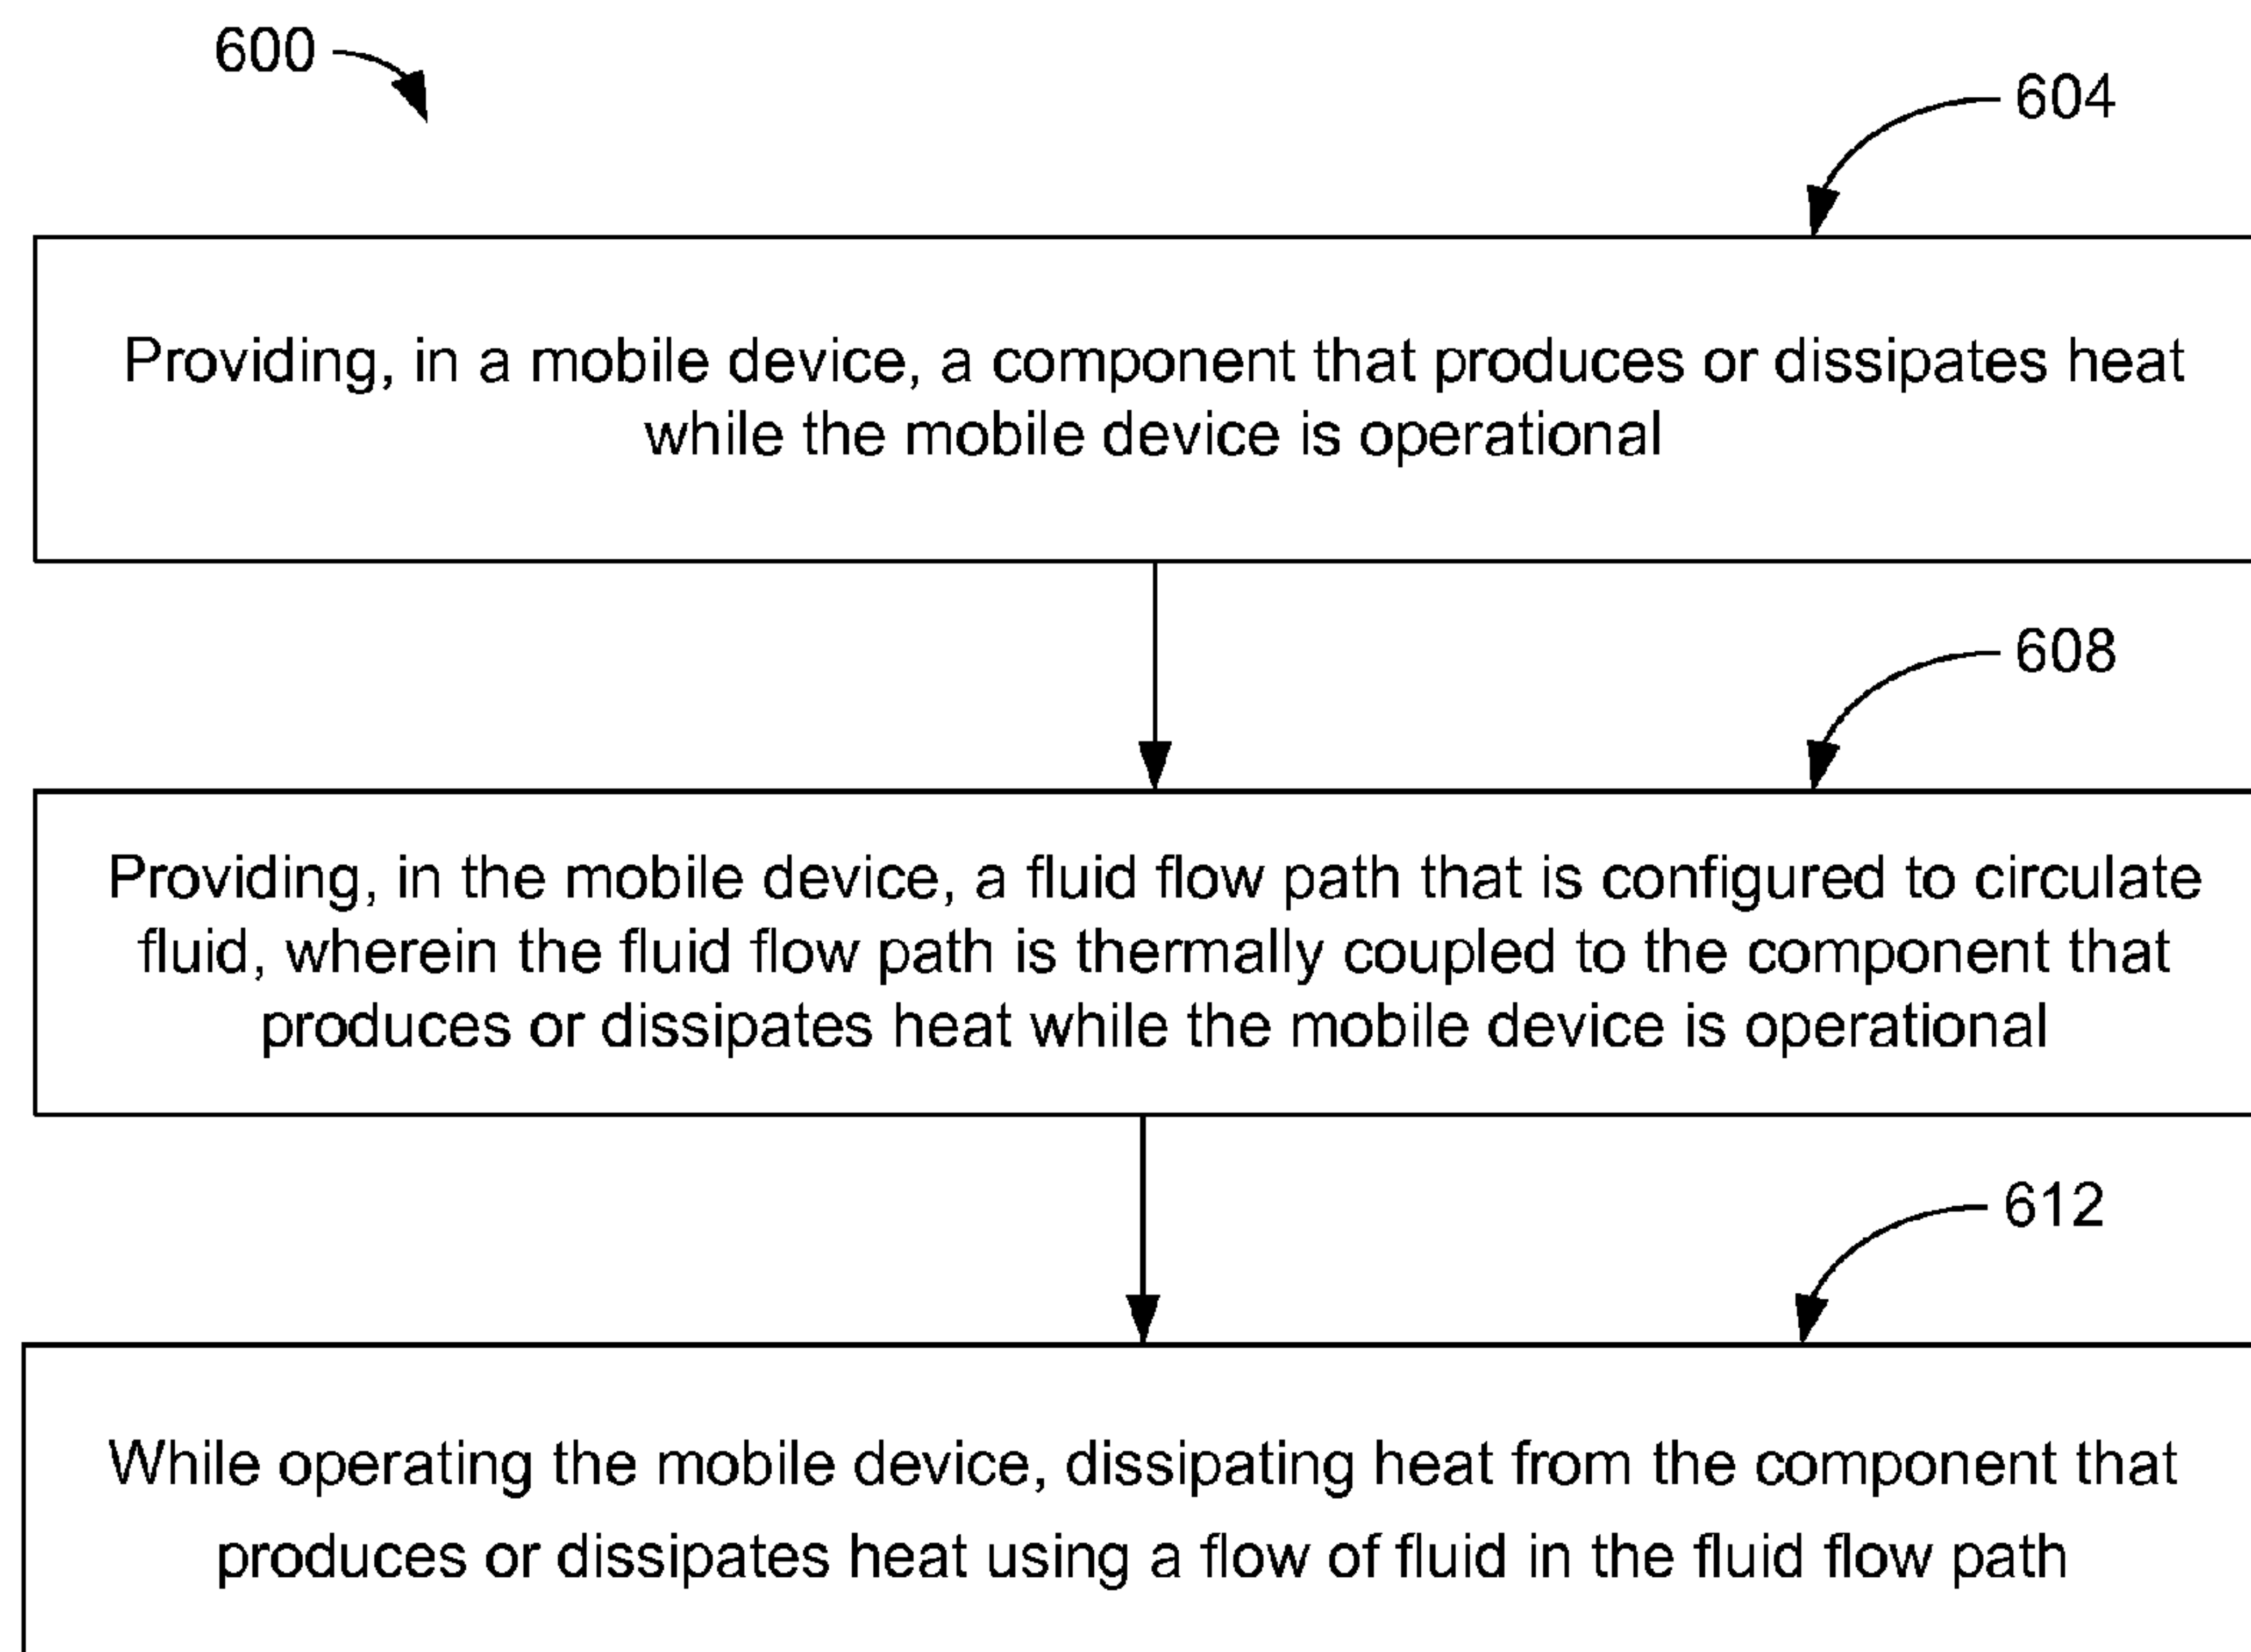 600
604
Providing, in a mobile device, a component that produces or dissipates heat
while the mobile device is operational
608
Providing, in the mobile device, a fluid flow path that is configured to circulate
fluid, wherein the fluid flow path is thermally coupled to the component that
produces or dissipates heat while the mobile device is operational
612
While operating the mobile device, dissipating heat from the component that
produces or dissipates heat using a flow of fluid in the fluid flow path